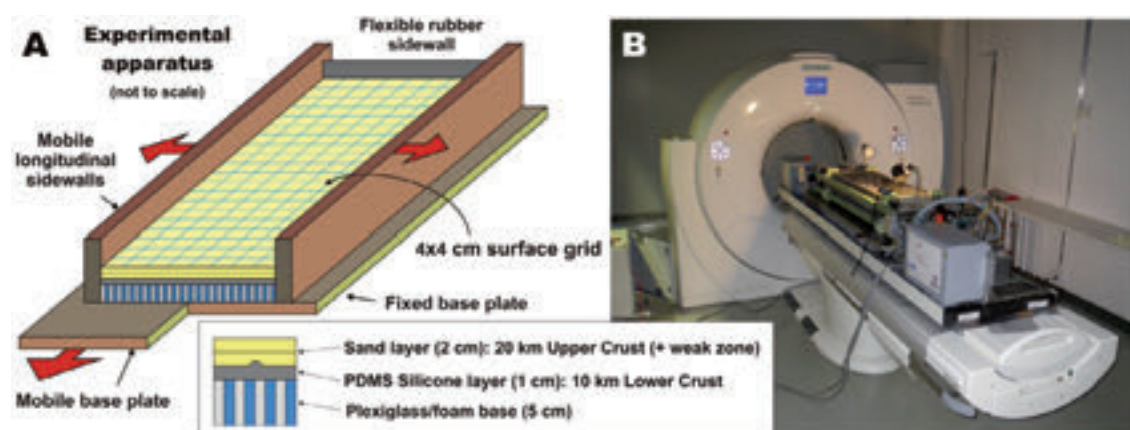 A
Experimental
apparatus
(not to scale)
Flexible rubber
sidewall
Mobile
longitudinal
sidewalls
4x4 cm surface grid
Fixed base plate
Mobile base plate
Sand layer (2 cm): 20 km Upper Crust (+ weak zone)
PDMS Silicone layer (1 cm): 10 km Lower Crust
Plexiglass/foam base (5 cm)
B